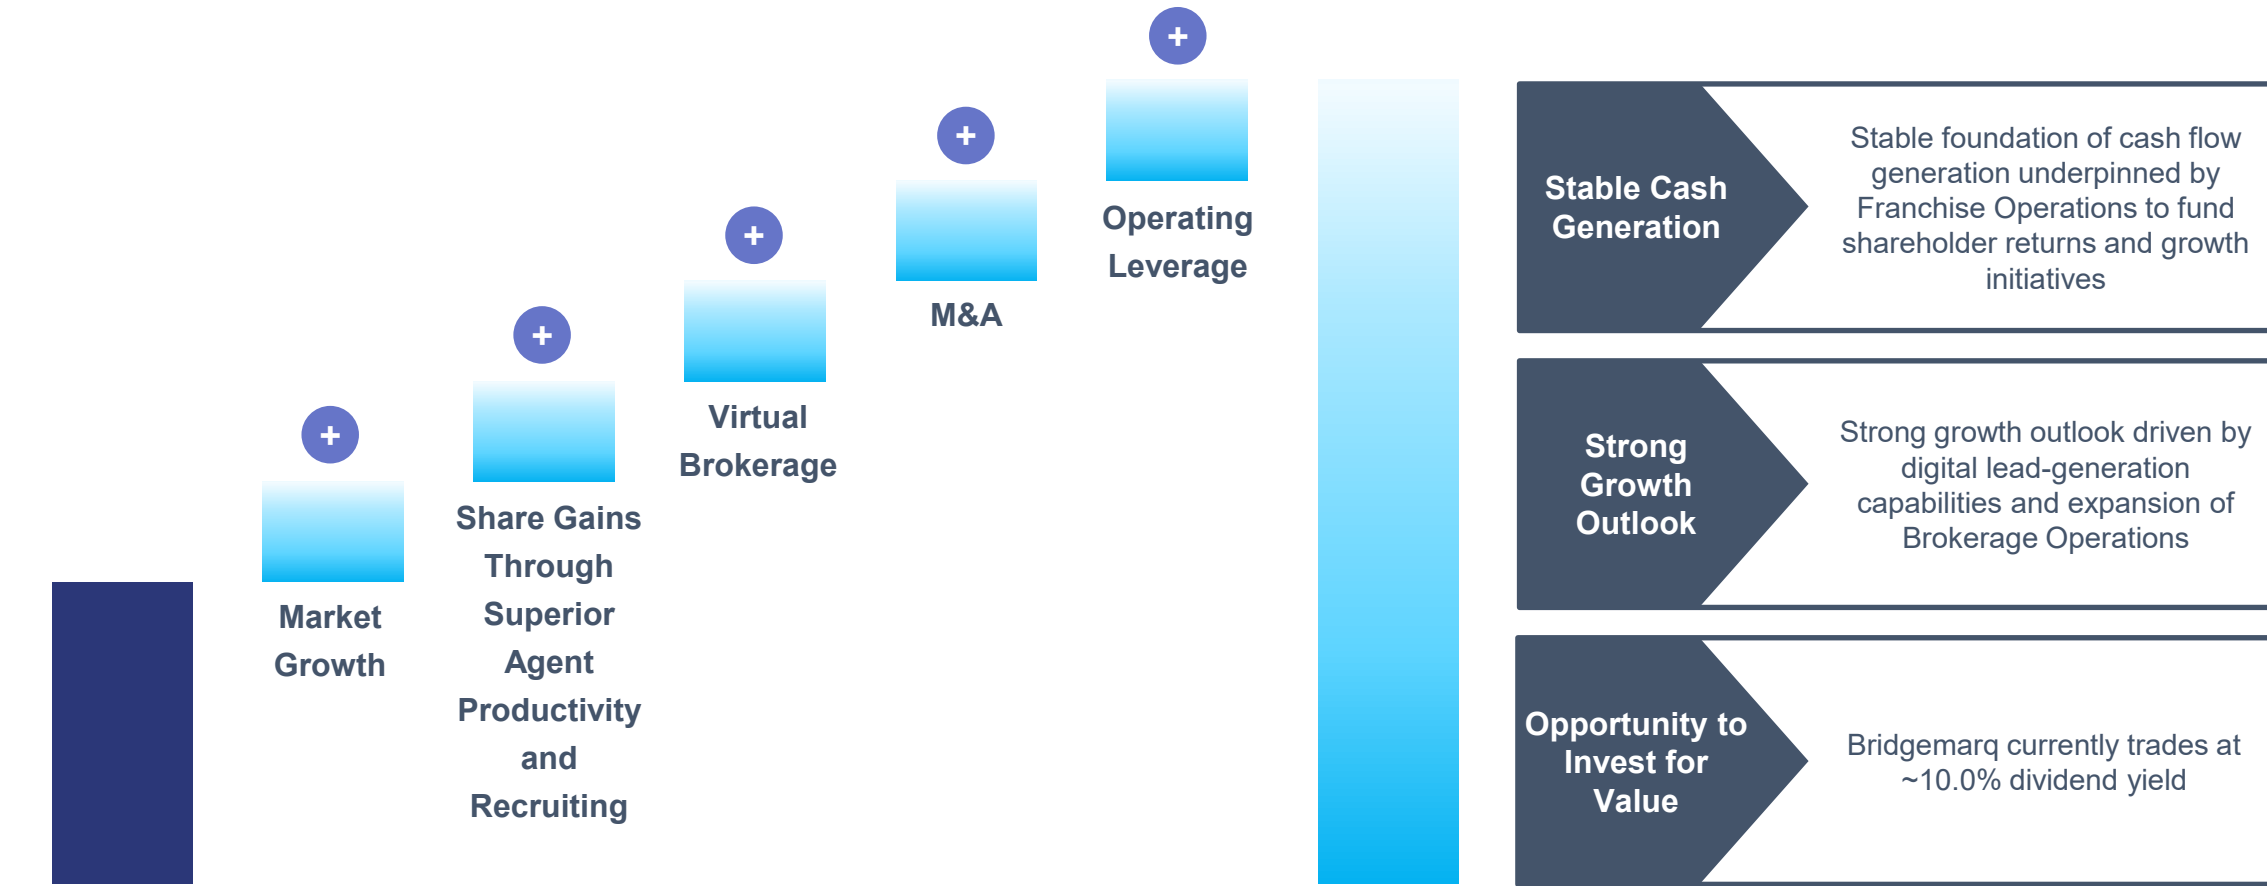 +
Market
Growth
+
Share Gains
Through
Superior
Agent
Productivity
and
Recruiting
+
Virtual
Brokerage
+
M&A
+
Operating
Leverage
Stable Cash
Generation
Stable foundation of cash flow
generation underpinned by
Franchise Operations to fund
shareholder returns and growth
initiatives
Strong
Growth
Outlook
Strong growth outlook driven by
digital lead-generation
capabilities and expansion of
Brokerage Operations
Opportunity to
Invest for
Value
Bridgemarq currently trades at
~10.0% dividend yield